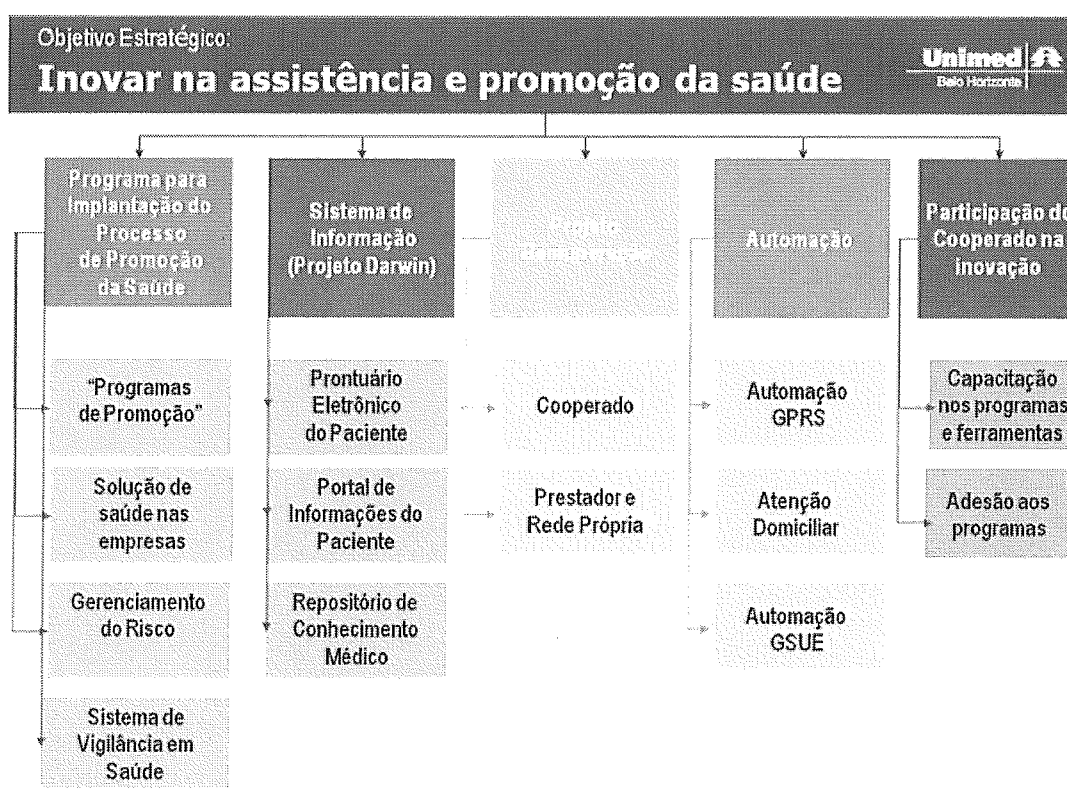 Objetivo Estratégico:
Inovar na assistência e promoção da saúde
Unimed
Belo Horizonte
Programa para
Implantação do
Processo
de Promoção
da Saúde
Sistema de
Informação
(Projeto Darwin)
Automação
Participação do
Cooperado na
inovação
"Programas
de Promoção"
Prontuário
Eletrônico
do Paciente
Cooperado
Automação
GPRS
Capacitação
nos programas
e ferramentas
Solução de
saúde nas
empresas
Portal de
Informações do
Paciente
Prestador e
Rede Própria
Atenção
Domiciliar
Adesão aos
programas
Gerenciamento
do Risco
Repositório de
Conhecimento
Médico
Automação
GSUE
Sistema de
Vigilância em
Saúde